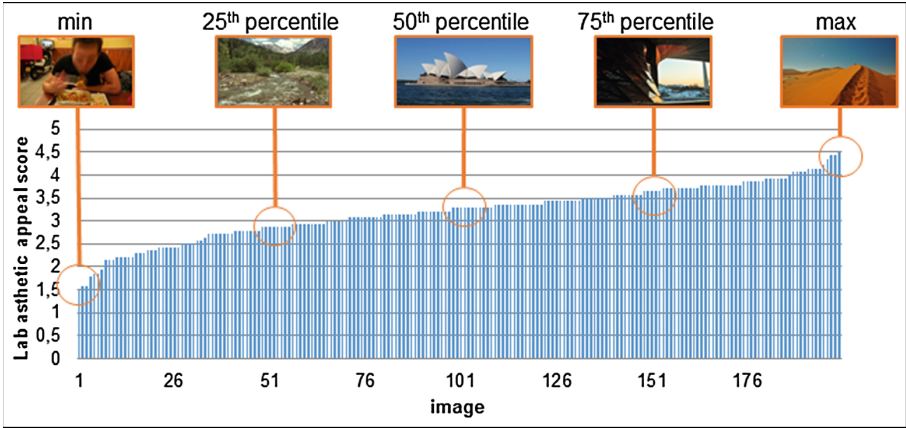 min
25th percentile
50th percentile
75th percentile
max
Lab asthetic appeal score
5
4,5
4
3,5
3
2,5
2
1,5
1
0,5
0
1 26 51 76 101 126 151 176
image